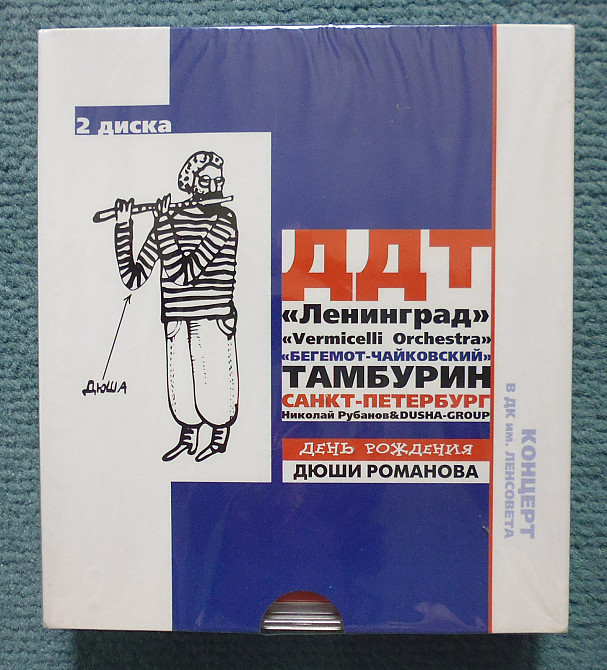 2 диска
ДЮША
ДДТ
«Ленинград»
«Vermicelli Orchestra»
«БЕГЕМОТ-ЧАЙКОВСКИЙ»
ТАМБУРИН
САНКТ-ПЕТЕРБУРГ
Николай Рубанов&DUSHA-GROUP
ДЕНЬ РОЖДЕНИЯ
ДЮШИ РОМАНОВА
КОНЦЕРТ
В ДК им. ЛЕНСОВЕТА